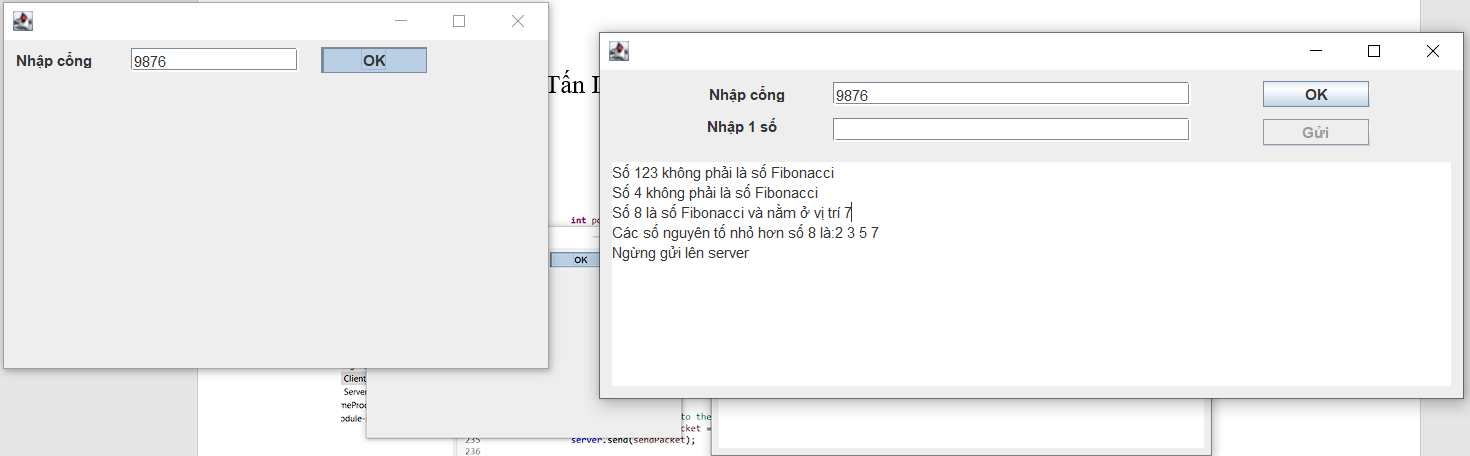 Nhập cổng
9876
OK
Tấn
Nhập cổng
9876
OK
Nhập 1 số
Gửi
Số 123 không phải là số Fibonacci
Số 4 không phải là số Fibonacci
Số 8 là số Fibonacci và nằm ở vị trí 7
Các số nguyên tố nhỏ hơn số 8 là:2 3 5 7
Ngừng gửi lên server
int
OK
Client
Server
to the
=
235
server.send(sendPacket);
236